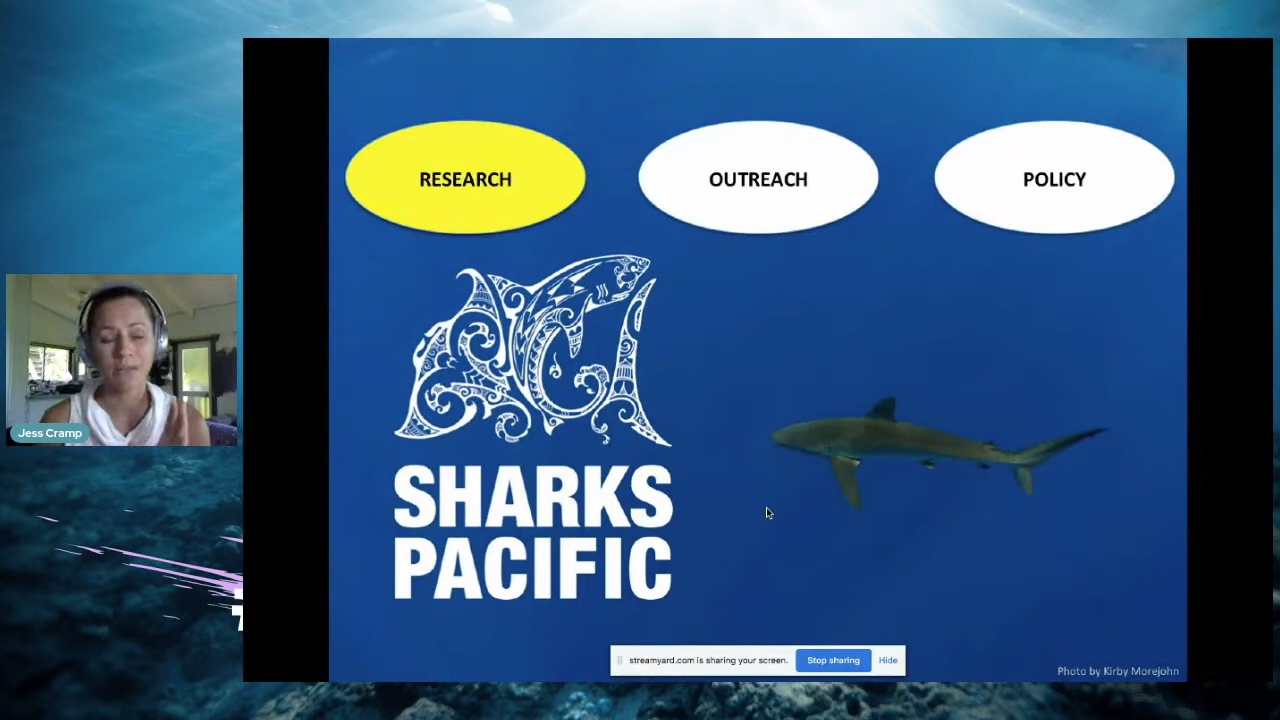 RESEARCH
OUTREACH
POLICY
SHARKS
PACIFIC
Jess Cramp
streamyard.com is sharing your screen.
Stop sharing
Hide
Photo by Kirby Morejohn